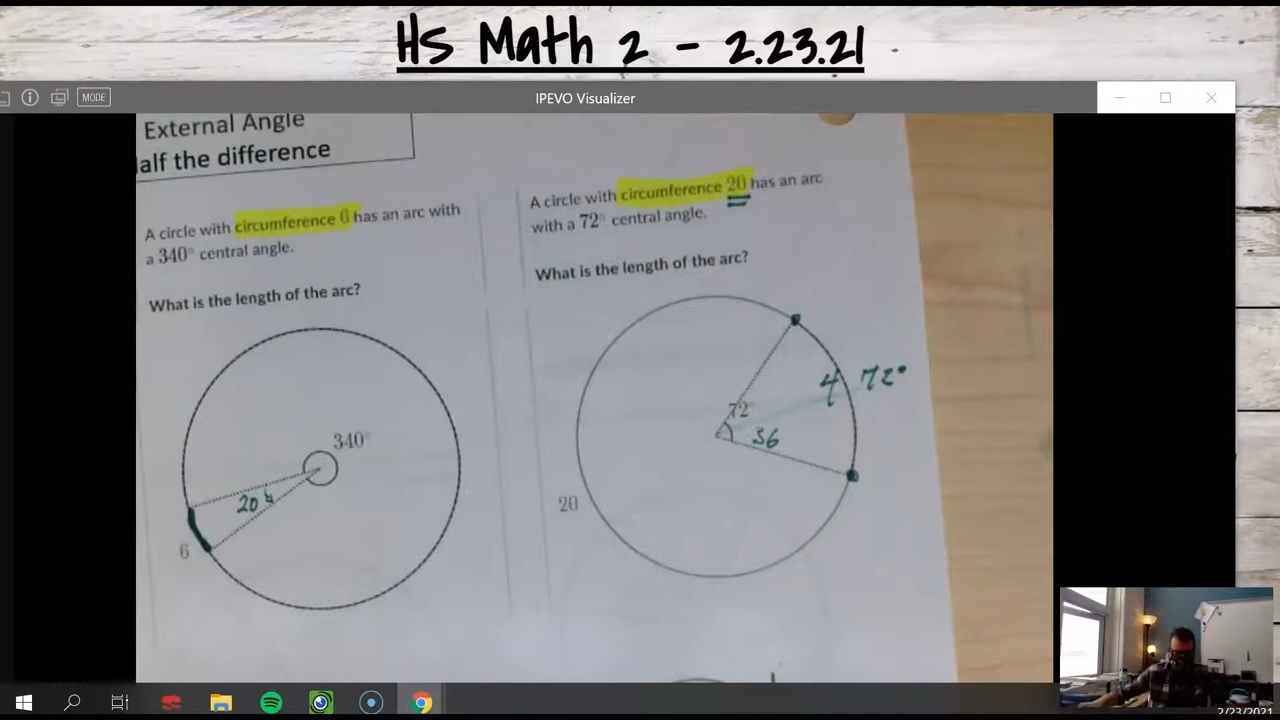 HS Math 2 - 2.23.21
MODE
IPEVO Visualizer
External Angle
alf the difference
A circle with circumference 6 has an arc with
a 340° central angle.
What is the length of the arc?
340°
20
6
A circle with circumference 20 has an arc
with a 72° central angle.
What is the length of the arc?
72
36
4 72°
20
2/23/2021